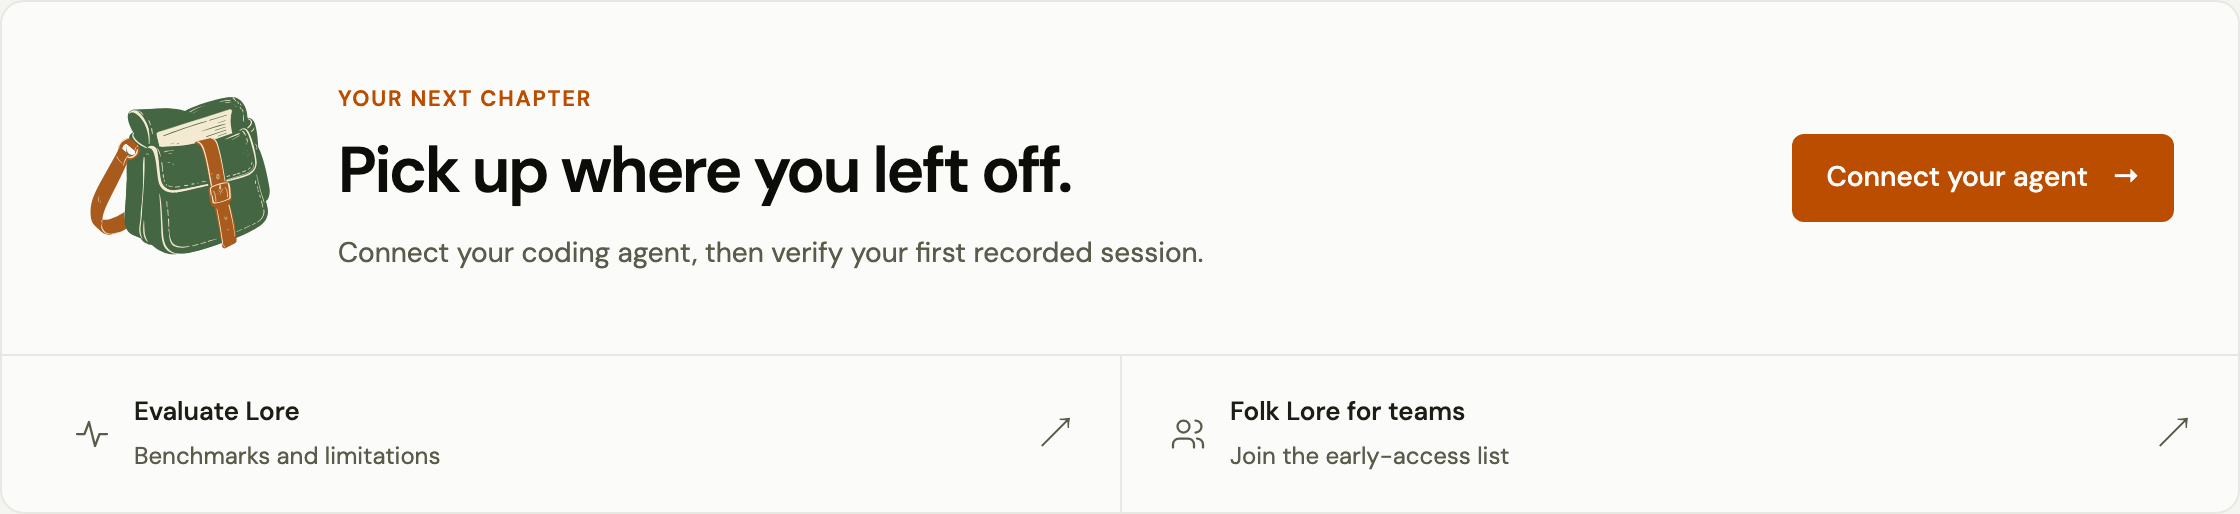 YOUR NEXT CHAPTER
Pick up where you left off.
Connect your coding agent, then verify your first recorded session.
Connect your agent →
Evaluate Lore
Benchmarks and limitations
Folk Lore for teams
Join the early-access list